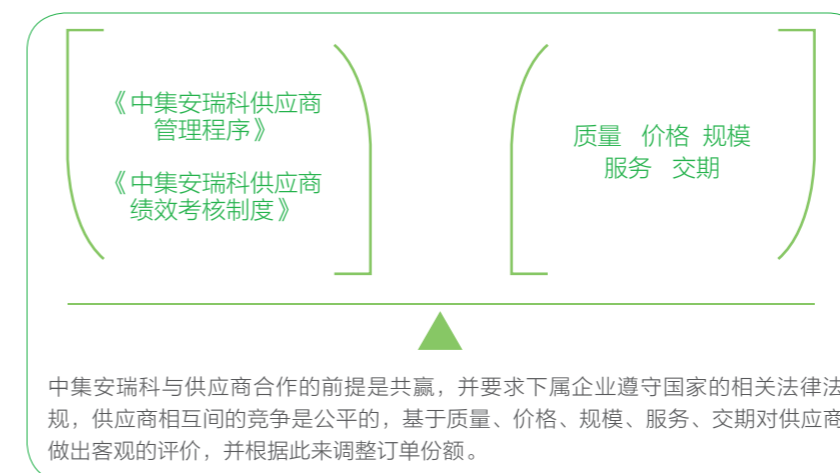 《中集安瑞科供应商
管理程序》
《中集安瑞科供应商
绩效考核制度》
质量 价格 规模
服务 交期
中集安瑞科与供应商合作的前提是共赢，并要求下属企业遵守国家的相关法律法
规，供应商相互间的竞争是公平的，基于质量、价格、规模、服务、交期对供应商
做出客观的评价，并根据此来调整订单份额。